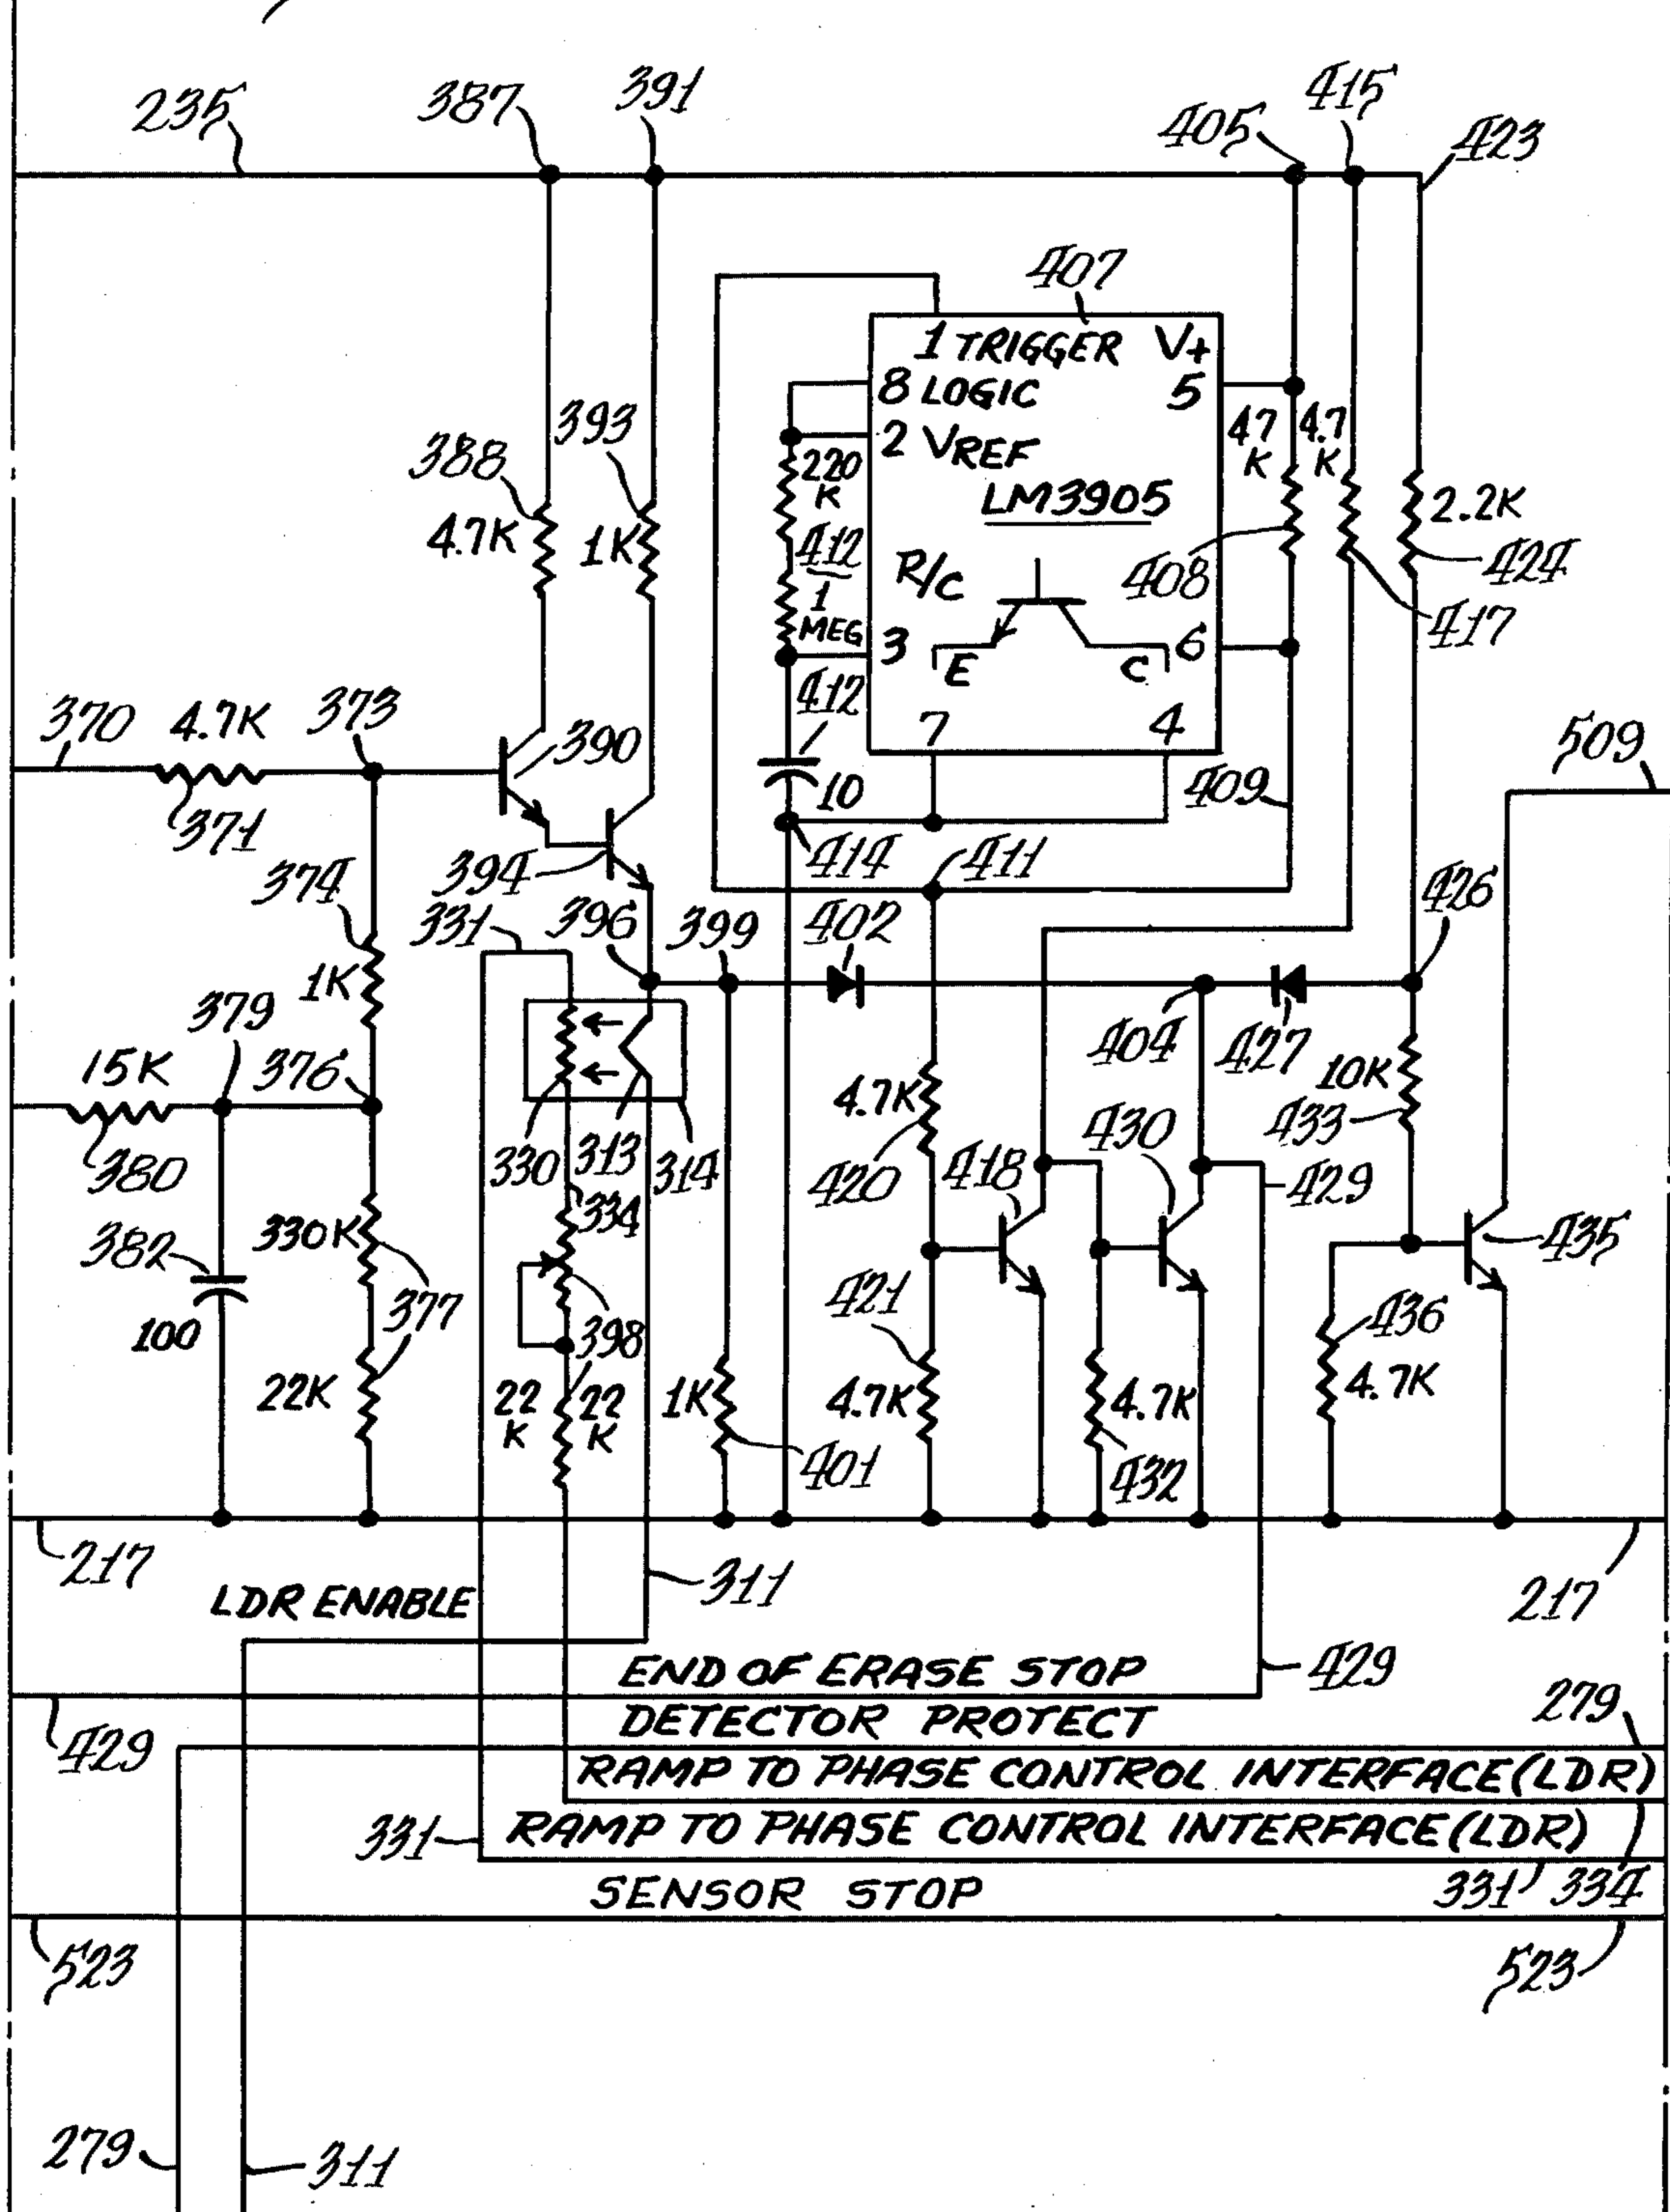 235
387
391
405
415
423
407
1 TRIGGER V+
8 LOGIC 5
2 VREF
LM3905
R/C
3 E C 6
7 4
388
4.7K
393
1K
220
K
412
1
MEG
412
10
414
47
K
4.7
K
408
2.2K
424
417
370
4.7K
371
373
390
374
1K
394
331
396
399
402
411
409
404
427
426
509
379
15K
376
380
382
100
330K
377
22K
330
313
314
334
398
22
K
22
K
1K
401
4.7K
420
418
421
4.7K
430
4.7K
432
429
10K
433
435
436
4.7K
217
217
LDR ENABLE
311
END OF ERASE STOP
429
429
DETECTOR PROTECT
279
RAMP TO PHASE CONTROL INTERFACE(LDR)
331
RAMP TO PHASE CONTROL INTERFACE(LDR)
331
334
SENSOR STOP
523
523
279
311